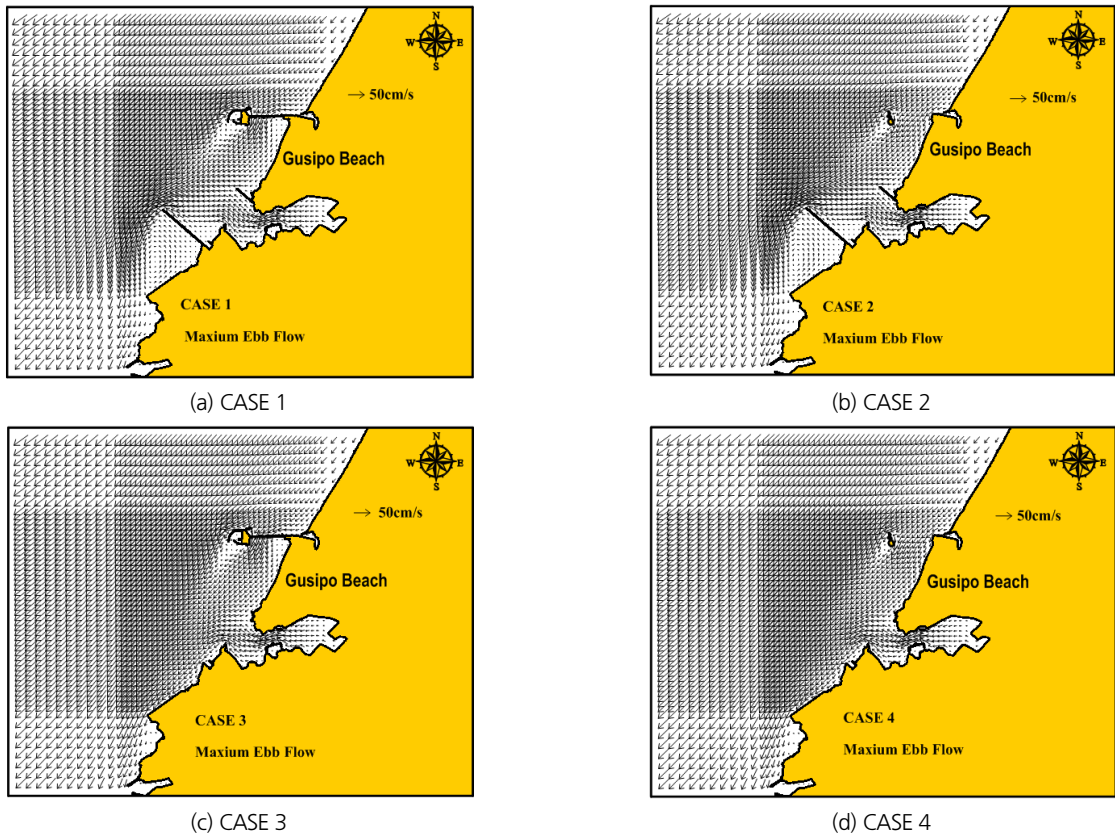 N
W E
S
50cm/s
Gusipo Beach
CASE 1
Maxium Ebb Flow
(a) CASE 1
N
W E
S
50cm/s
Gusipo Beach
CASE 2
Maxium Ebb Flow
(b) CASE 2
N
W E
S
50cm/s
Gusipo Beach
CASE 3
Maxium Ebb Flow
(c) CASE 3
N
W E
S
50cm/s
Gusipo Beach
CASE 4
Maxium Ebb Flow
(d) CASE 4